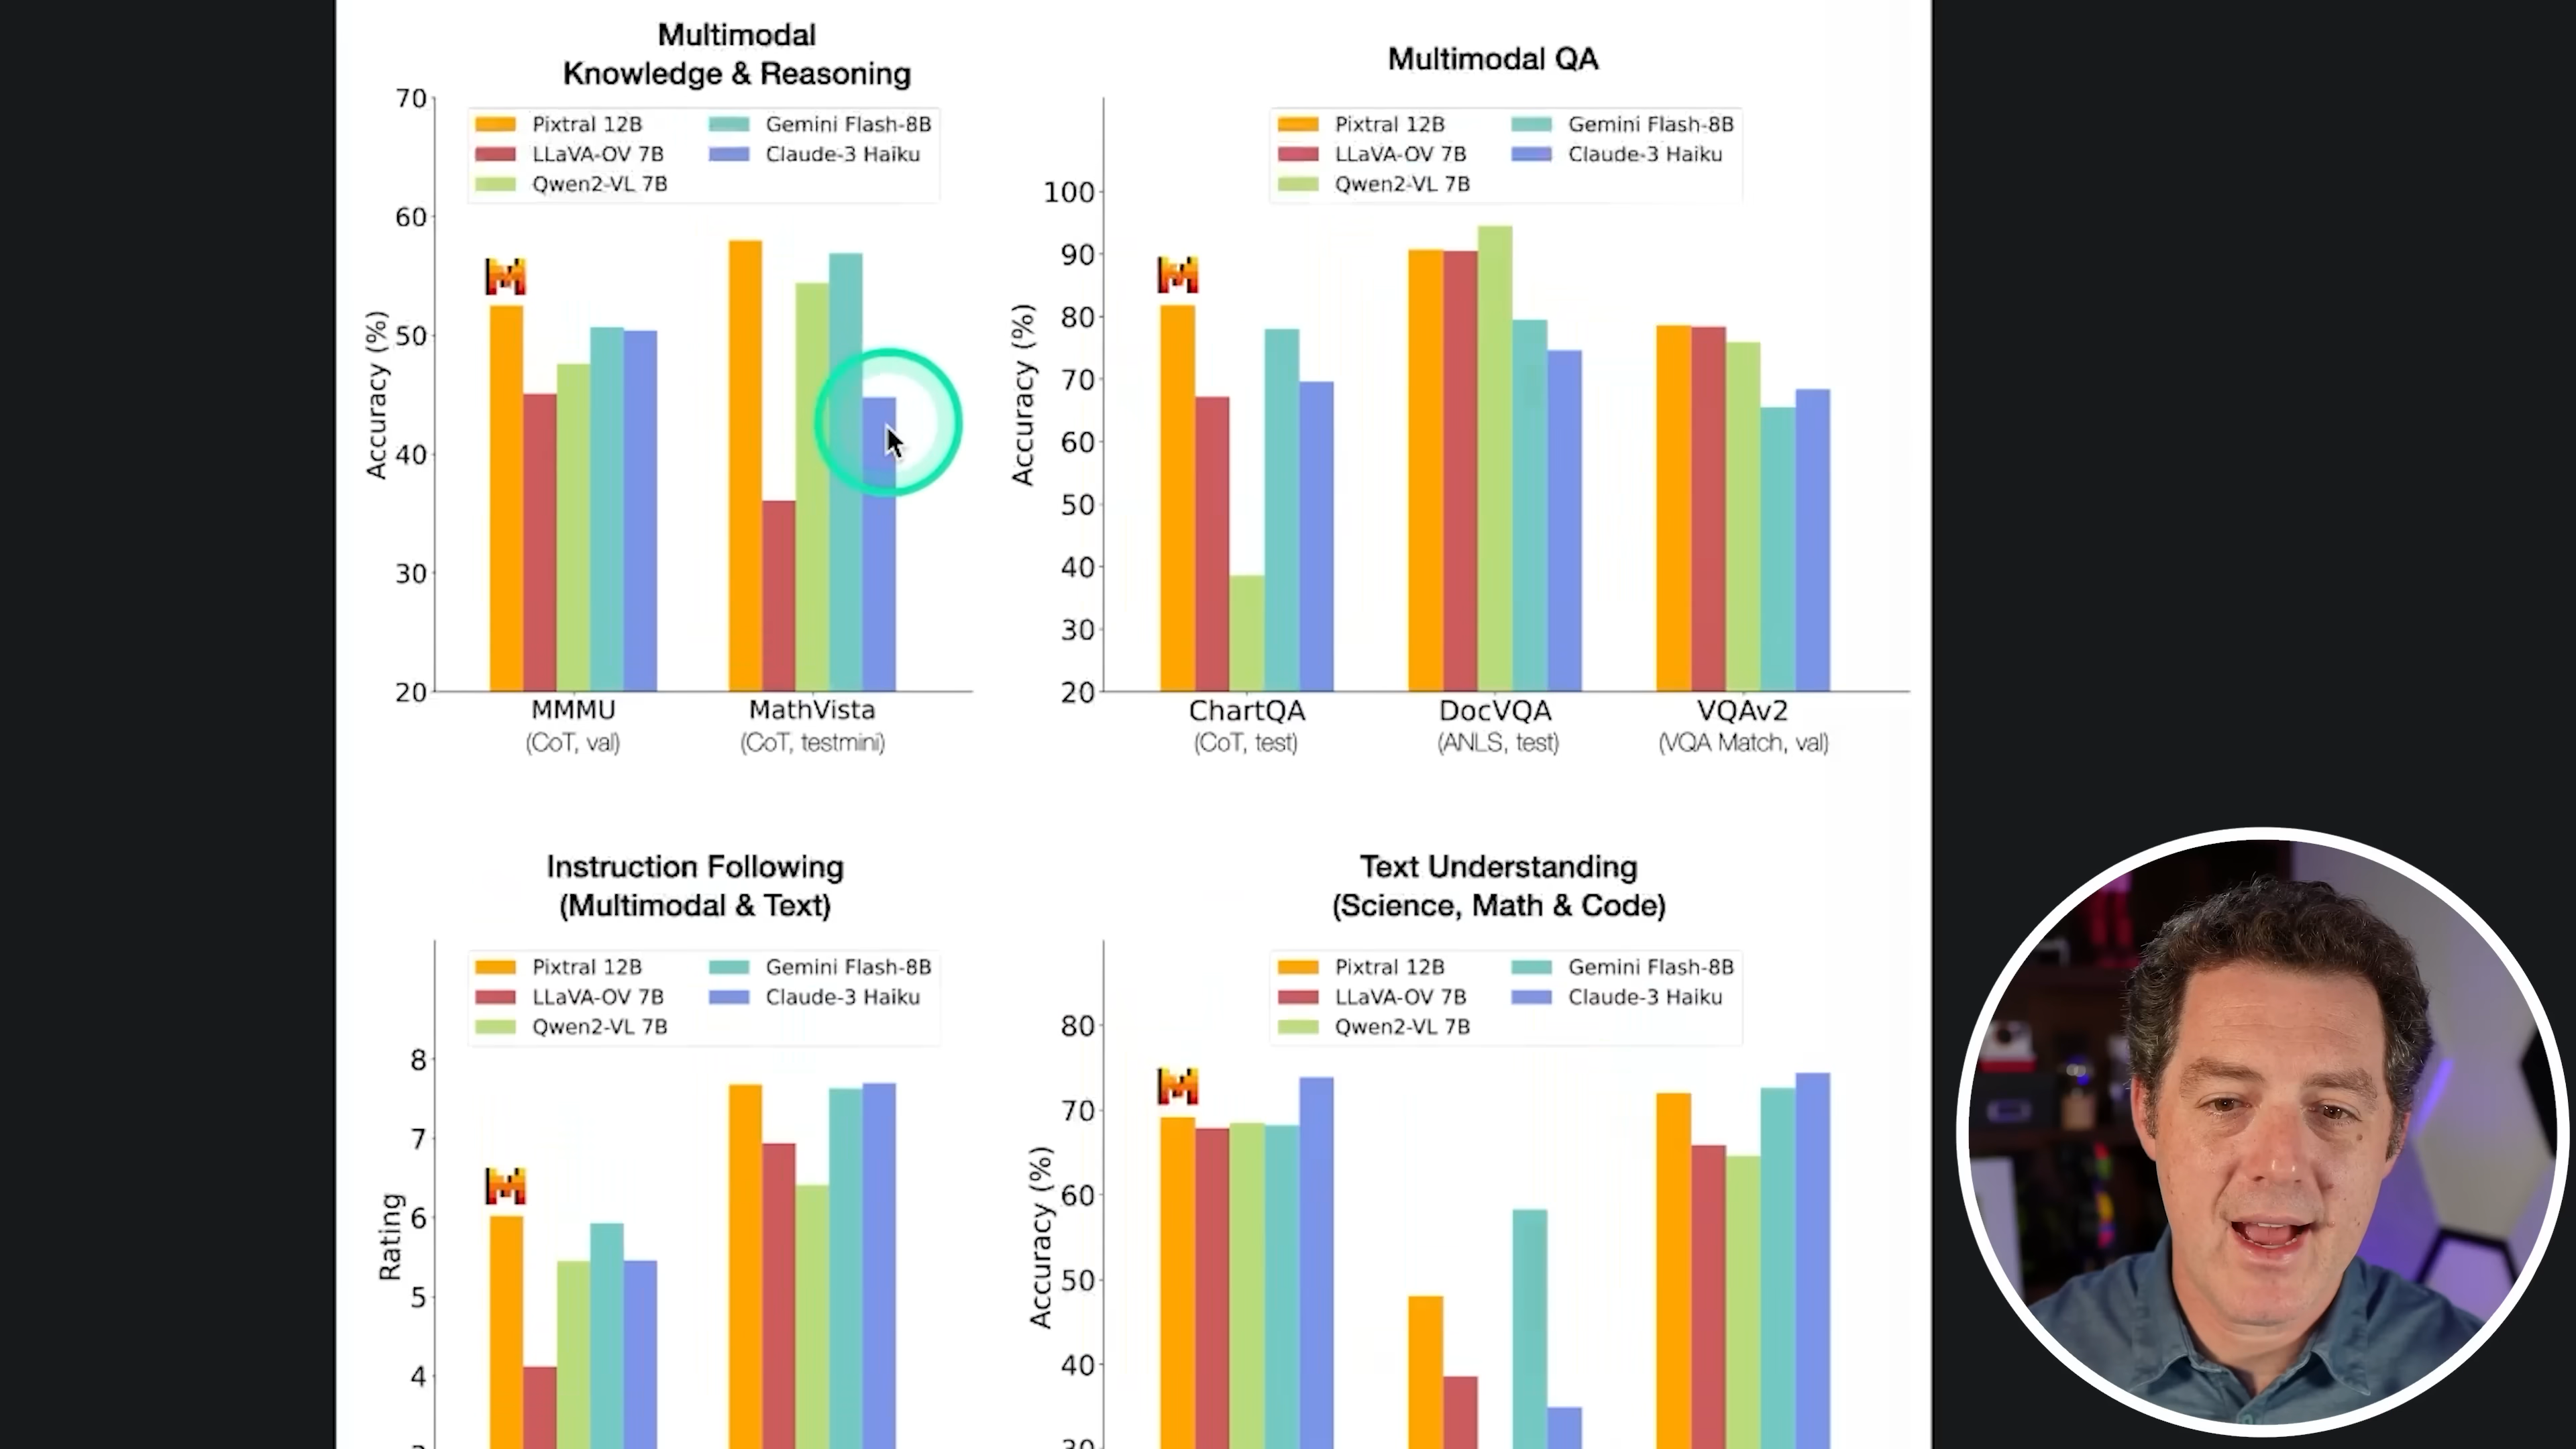 Multimodal
Knowledge & Reasoning
Pixtral 12B
LLaVA-OV 7B
Qwen2-VL 7B
Gemini Flash-8B
Claude-3 Haiku
70
60
50
40
30
20
Accuracy (%)
MMMU
(CoT, val)
MathVista
(CoT, testmini)
Multimodal QA
Pixtral 12B
LLaVA-OV 7B
Qwen2-VL 7B
Gemini Flash-8B
Claude-3 Haiku
100
90
80
70
60
50
40
30
20
Accuracy (%)
ChartQA
(CoT, test)
DocVQA
(ANLS, test)
VQAv2
(VQA Match, val)
Instruction Following
(Multimodal & Text)
Pixtral 12B
LLaVA-OV 7B
Qwen2-VL 7B
Gemini Flash-8B
Claude-3 Haiku
8
7
6
5
4
Rating
Text Understanding
(Science, Math & Code)
Pixtral 12B
LLaVA-OV 7B
Qwen2-VL 7B
Gemini Flash-8B
Claude-3 Haiku
80
70
60
50
40
30
Accuracy (%)